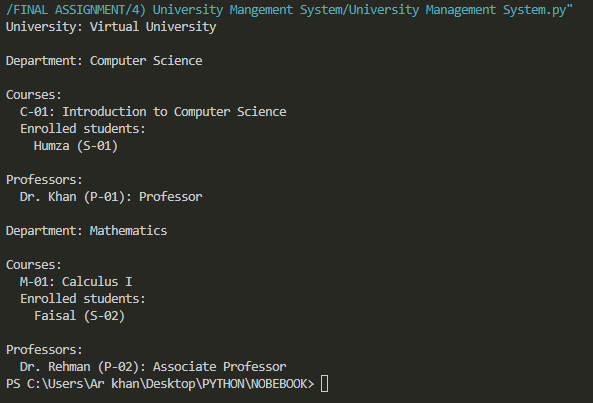 /FINAL ASSIGNMENT/4) University Mangement System/University Management System.py"
University: Virtual University

Department: Computer Science

Courses:
  C-01: Introduction to Computer Science
  Enrolled students:
    Humza (S-01)

Professors:
  Dr. Khan (P-01): Professor

Department: Mathematics

Courses:
  M-01: Calculus I
  Enrolled students:
    Faisal (S-02)

Professors:
  Dr. Rehman (P-02): Associate Professor
PS C:\Users\Ar khan\Desktop\PYTHON\NOBEBOOK>